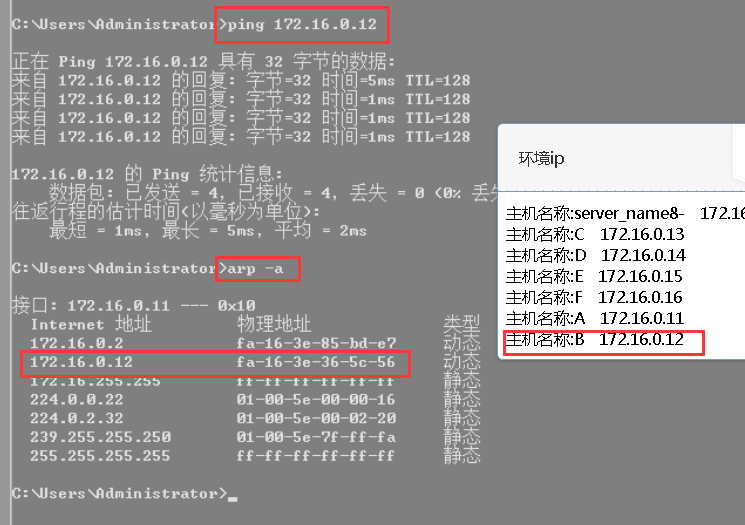 C:\Users\Administrator>ping 172.16.0.12
正在 Ping 172.16.0.12 具有 32 字节的数据:
来自 172.16.0.12 的回复: 字节=32 时间=5ms TTL=128
来自 172.16.0.12 的回复: 字节=32 时间=1ms TTL=128
来自 172.16.0.12 的回复: 字节=32 时间=1ms TTL=128
来自 172.16.0.12 的回复: 字节=32 时间=1ms TTL=128
172.16.0.12 的 Ping 统计信息:
数据包: 已发送 = 4, 已接收 = 4, 丢失 = 0 (0% 丢失
往返行程的估计时间(以毫秒为单位):
最短 = 1ms, 最长 = 5ms, 平均 = 2ms
C:\Users\Administrator>arp -a
接口: 172.16.0.11 --- 0x10
Internet 地址 物理地址 类型
172.16.0.2 fa-16-3e-85-bd-e7 动态
172.16.0.12 fa-16-3e-36-5c-56 动态
172.16.255.255 ff-ff-ff-ff-ff-ff 静态
224.0.0.22 01-00-5e-00-00-16 静态
224.0.2.32 01-00-5e-00-02-20 静态
239.255.255.250 01-00-5e-7f-ff-fa 静态
255.255.255.255 ff-ff-ff-ff-ff-ff 静态
C:\Users\Administrator>_
环境ip
主机名称:server_name8- 172.16
主机名称:C 172.16.0.13
主机名称:D 172.16.0.14
主机名称:E 172.16.0.15
主机名称:F 172.16.0.16
主机名称:A 172.16.0.11
主机名称:B 172.16.0.12